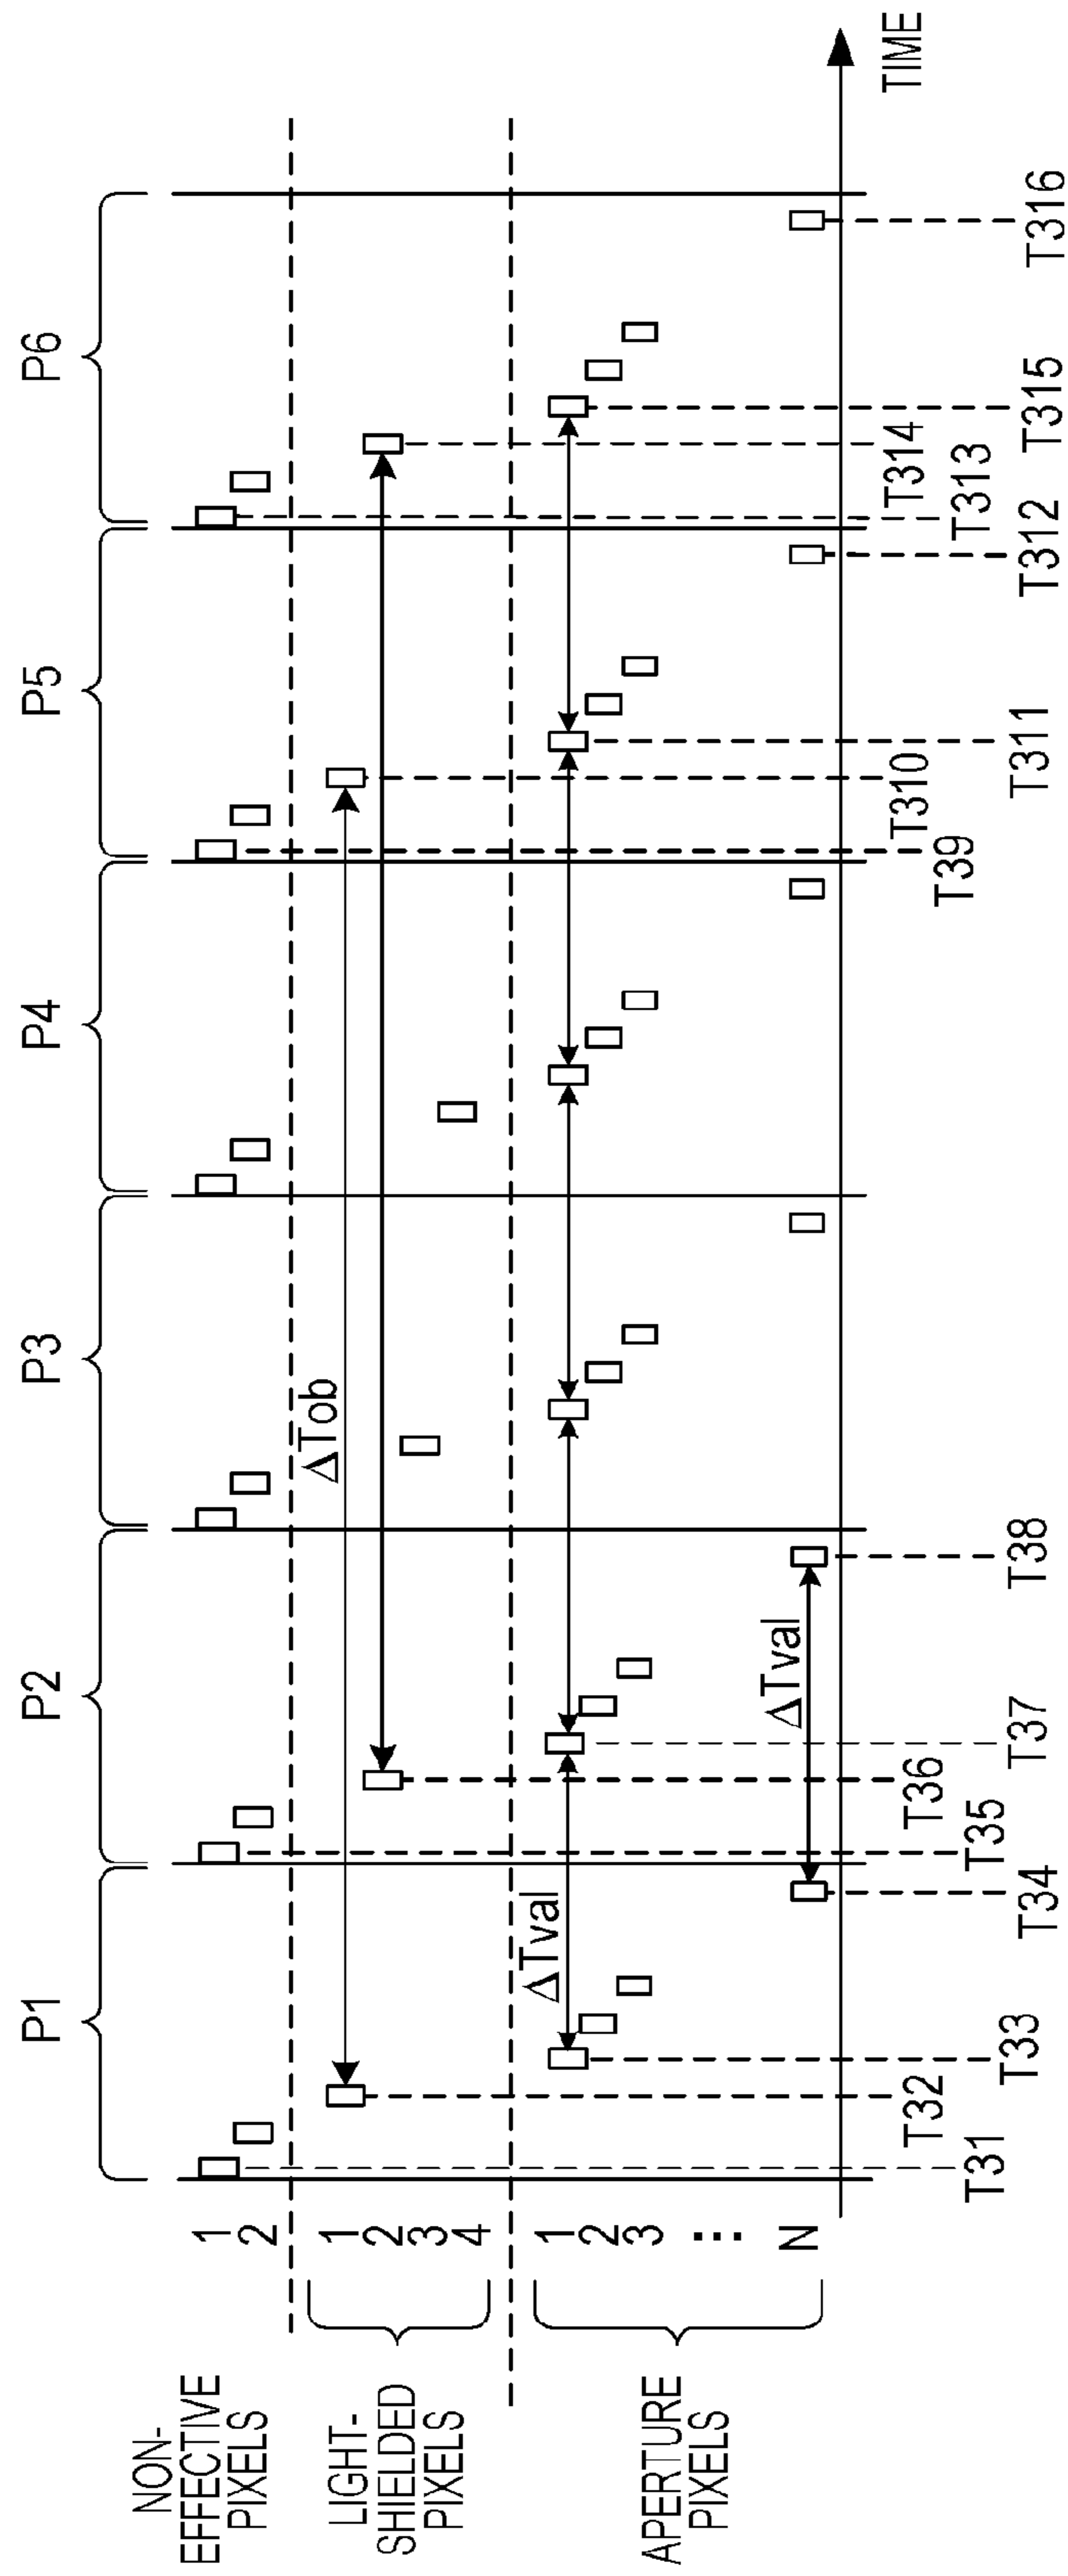 P1
P2
P3
P4
P5
P6
NON-
EFFECTIVE
PIXELS
1
2
LIGHT-
SHIELDED
PIXELS
1
2
3
4
ΔTob
APERTURE
PIXELS
1
2
3
⋯
N
ΔTval
ΔTval
TIME
T31
T32
T33
T34
T35
T36
T37
T38
T39
T310
T311
T312
T313
T314
T315
T316